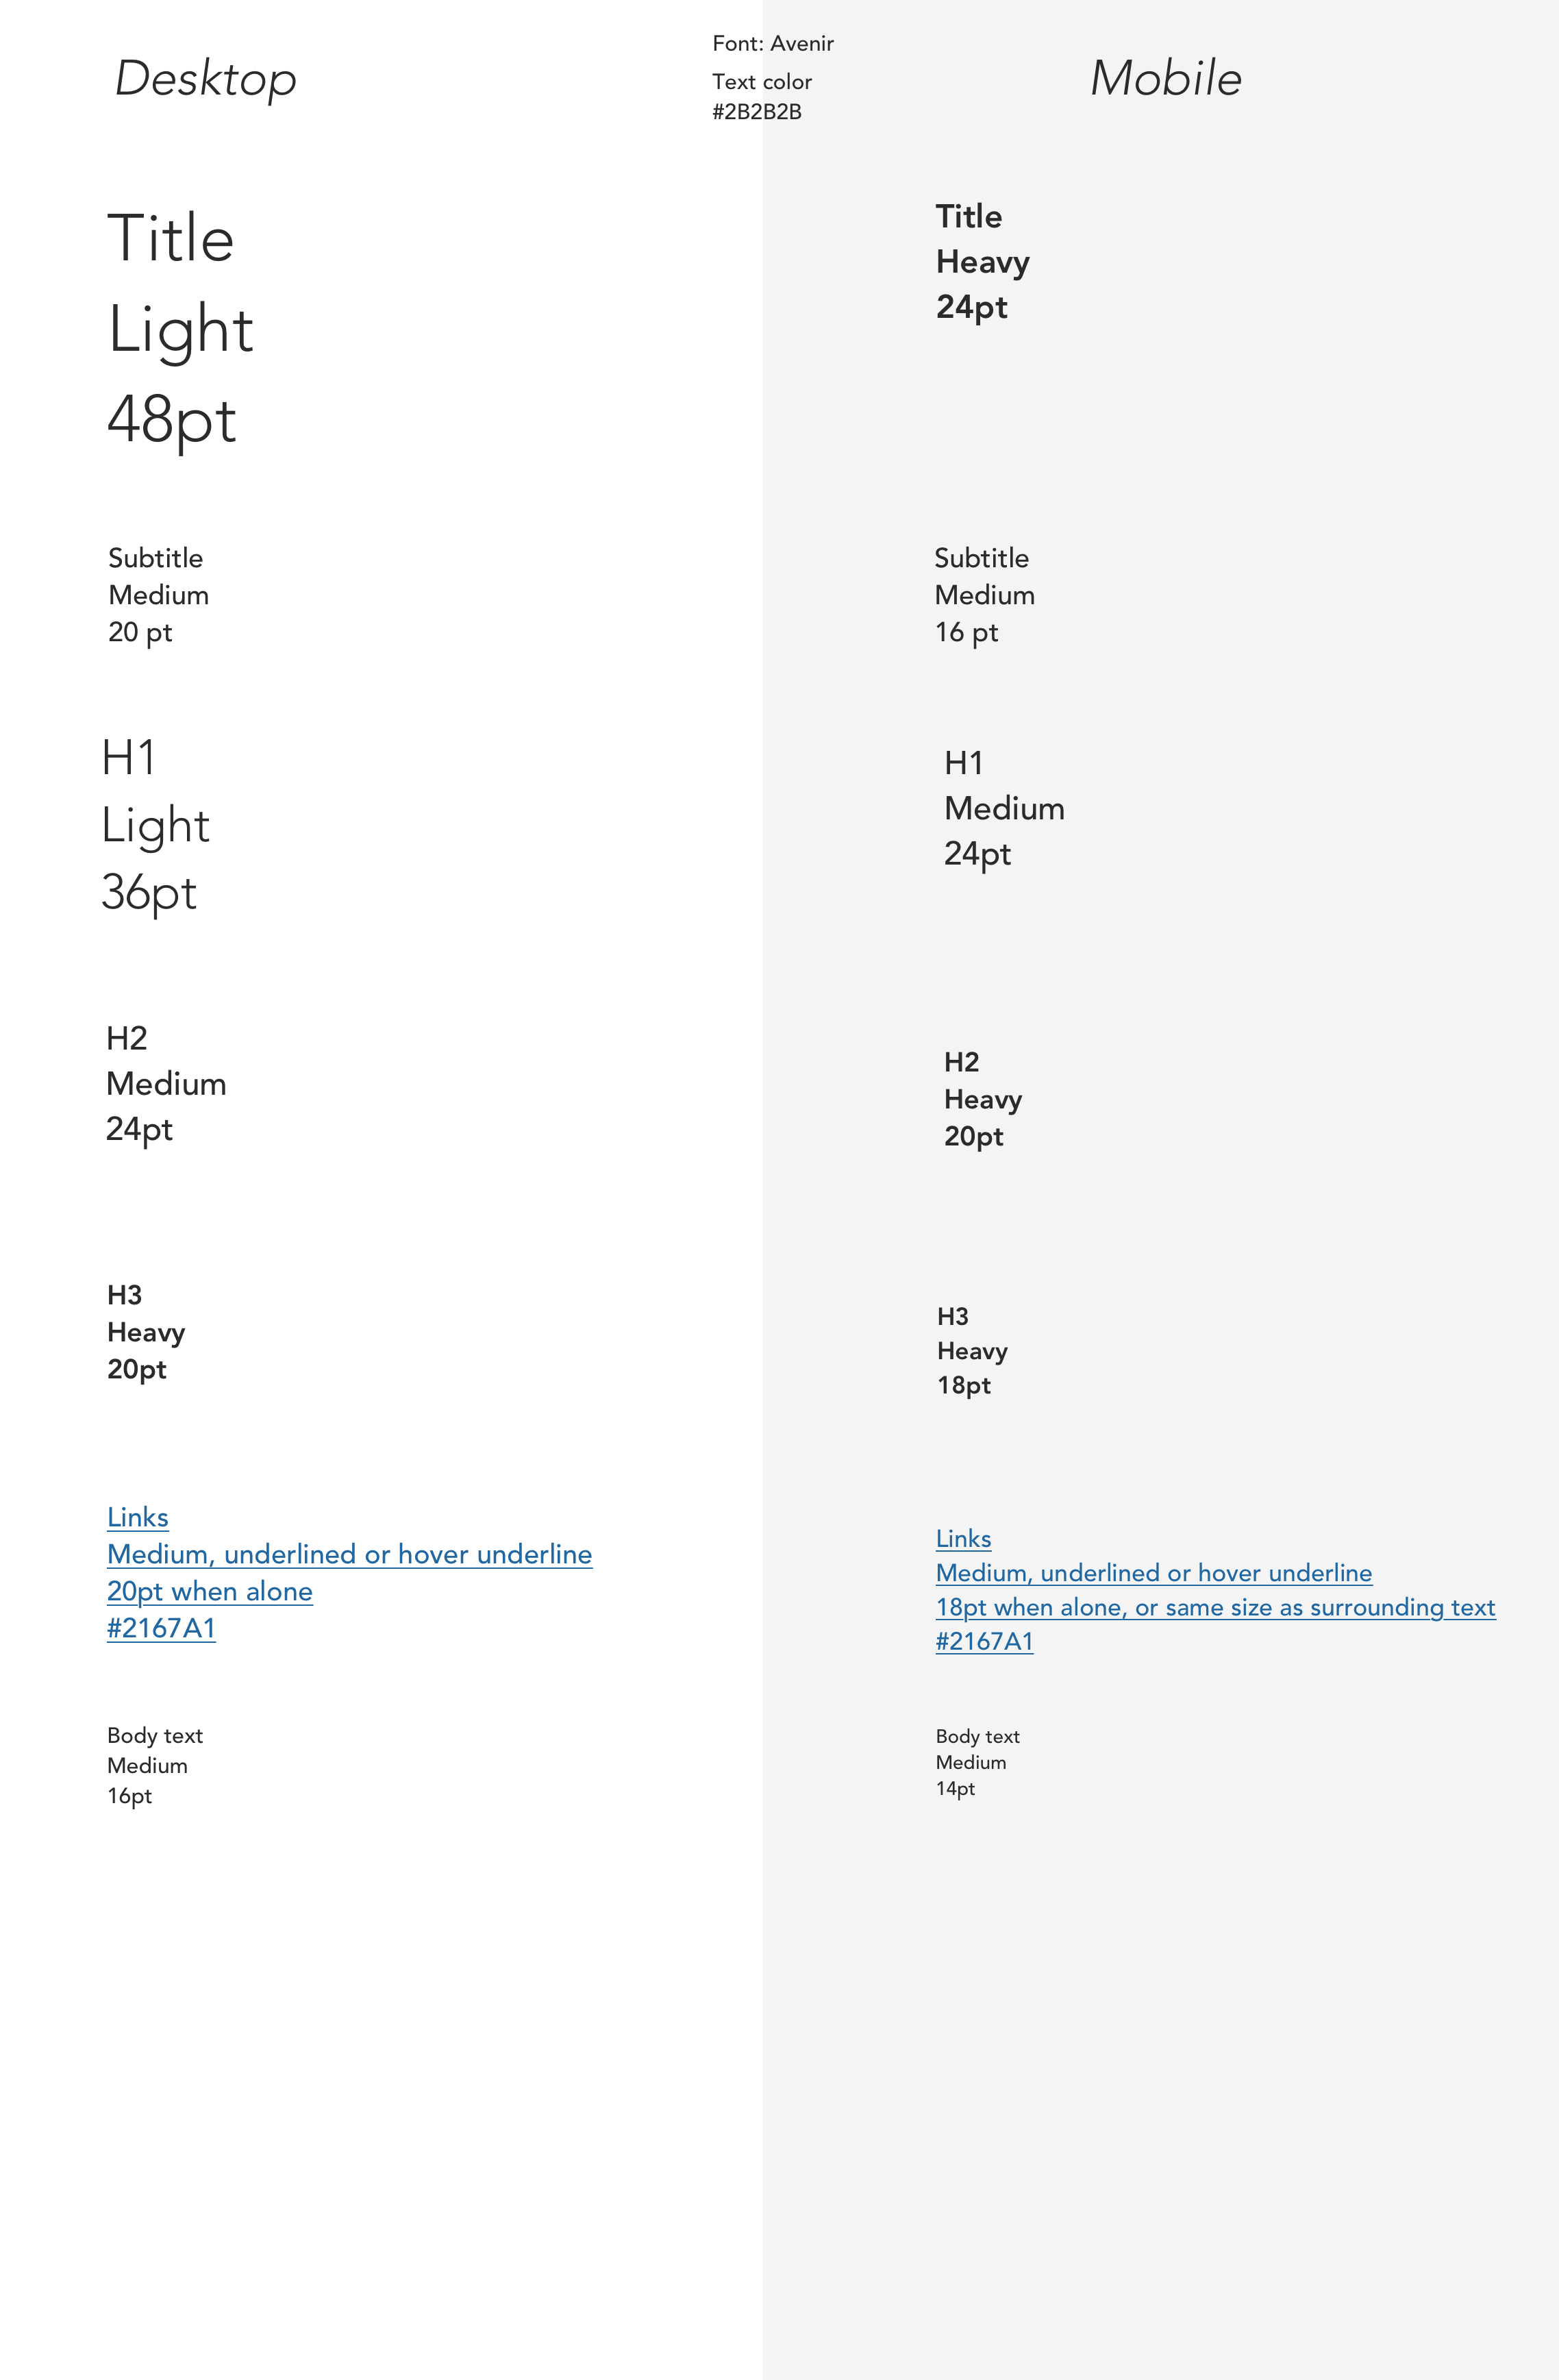 Desktop
Font: Avenir
Text color
#2B2B2B
Mobile
Title
Light
48pt
Title
Heavy
24pt
Subtitle
Medium
20 pt
Subtitle
Medium
16 pt
H1
Light
36pt
H1
Medium
24pt
H2
Medium
24pt
H2
Heavy
20pt
H3
Heavy
20pt
H3
Heavy
18pt
Links
Medium, underlined or hover underline
20pt when alone
#2167A1
Links
Medium, underlined or hover underline
18pt when alone, or same size as surrounding text
#2167A1
Body text
Medium
16pt
Body text
Medium
14pt